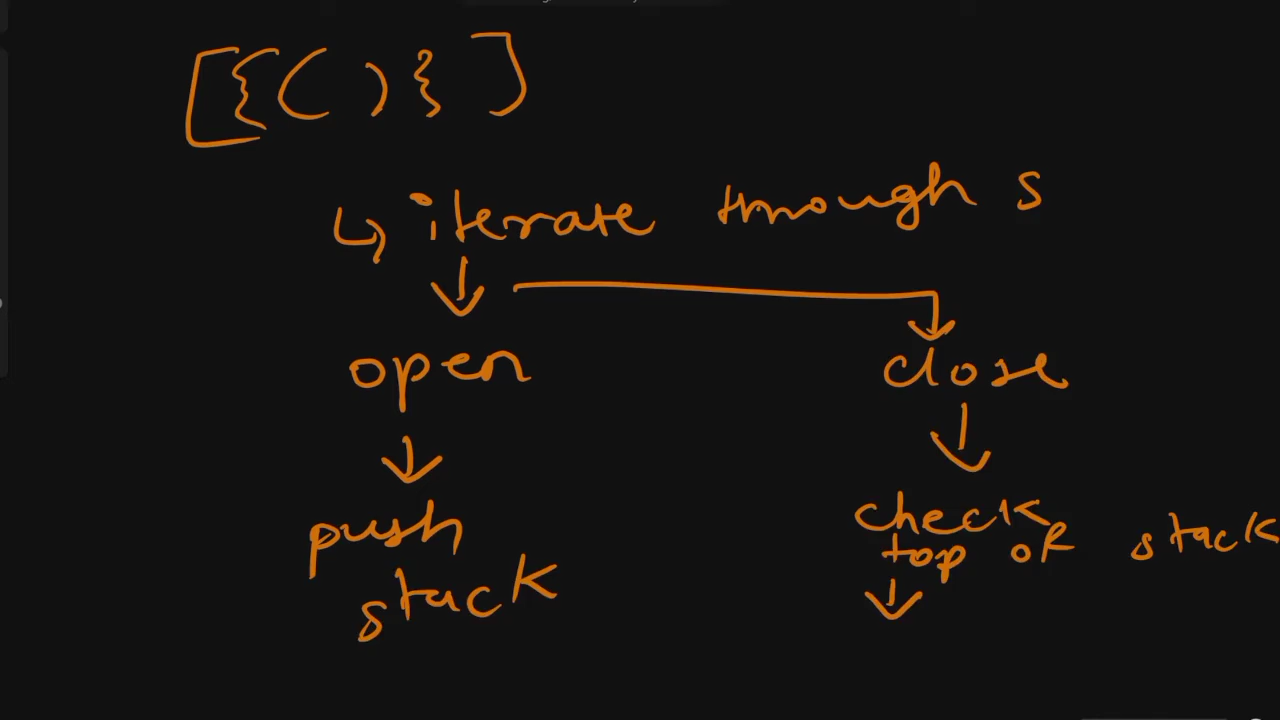 [{()}]
↳ iterate through s
open close
push check
stack top of stack